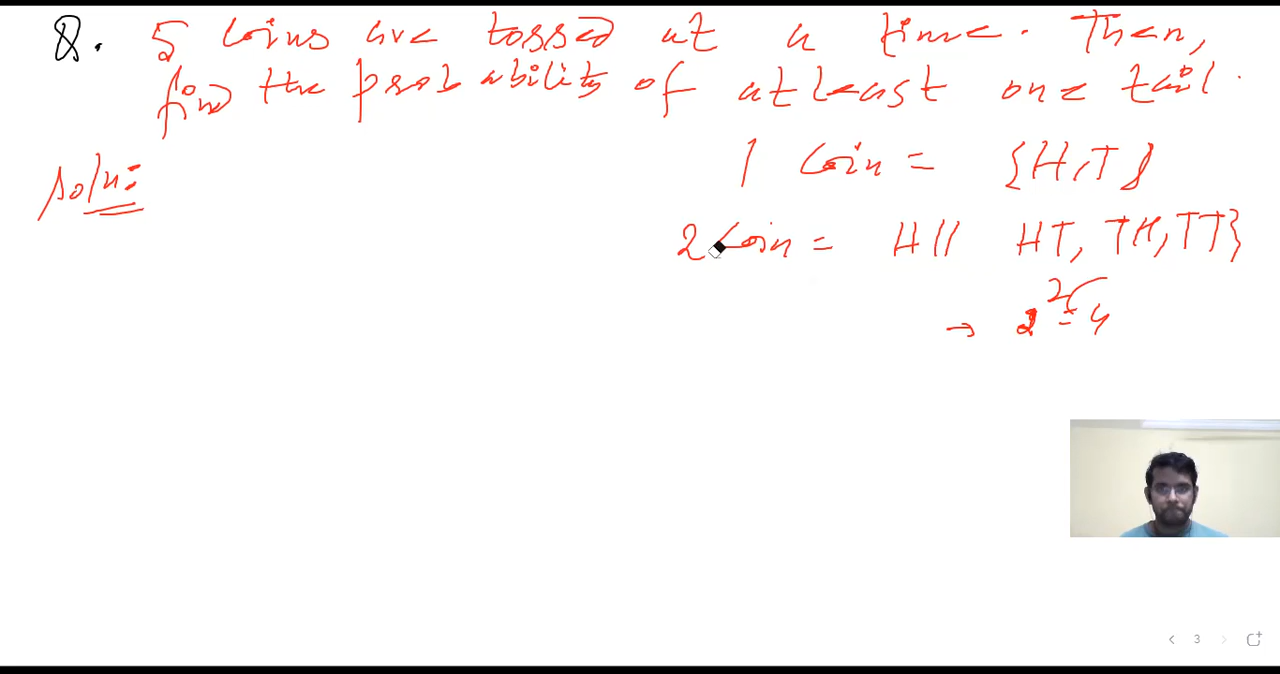 Q. 5 coins are tossed at a time. Then,
find the probability of atleast one tail.
Soln:
1 Coin = {H,T}
2 Coin = HH HT, TH, TT}
→ 2² = 4
3